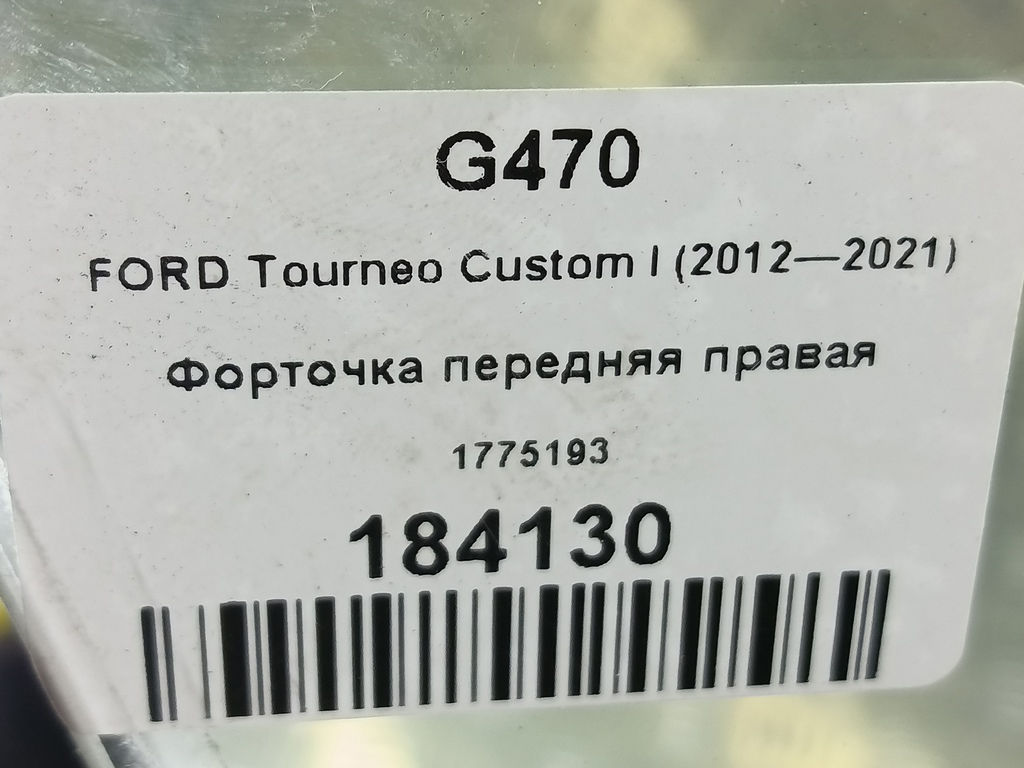 G470
FORD Tourneo Custom I (2012—2021)
Форточка передняя правая
1775193
184130